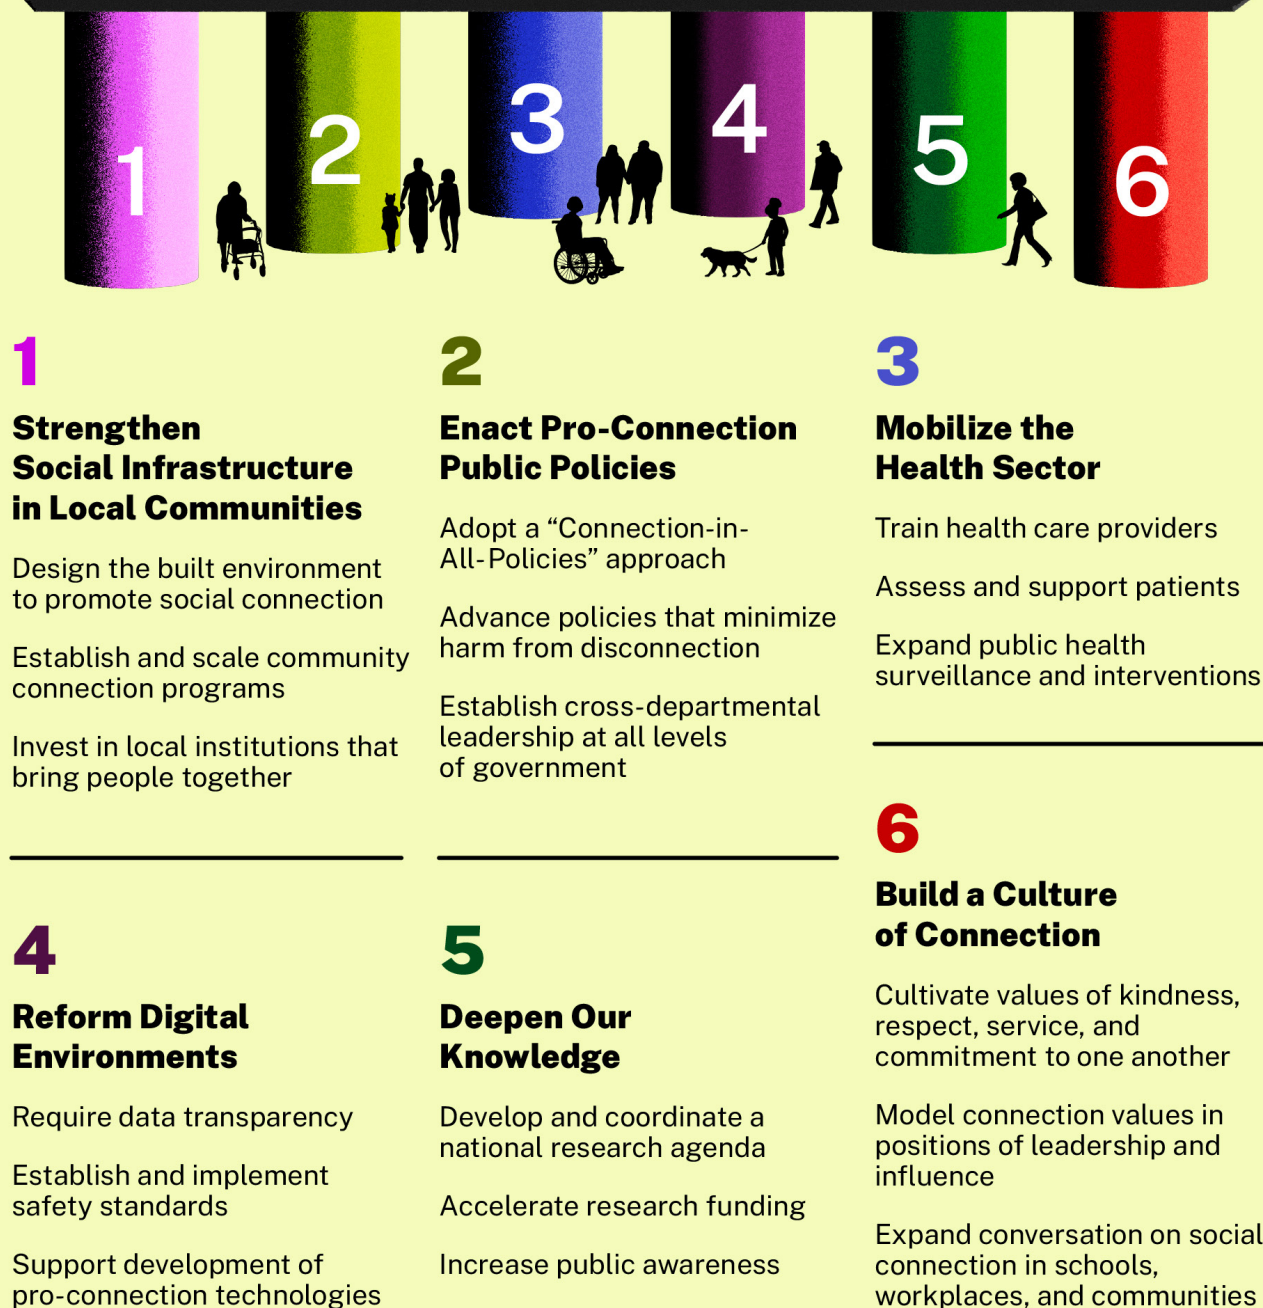 1
2
3
4
5
6
1
Strengthen
Social Infrastructure
in Local Communities
Design the built environment
to promote social connection
Establish and scale community
connection programs
Invest in local institutions that
bring people together
2
Enact Pro-Connection
Public Policies
Adopt a “Connection-in-
All-Policies” approach
Advance policies that minimize
harm from disconnection
Establish cross-departmental
leadership at all levels
of government
3
Mobilize the
Health Sector
Train health care providers
Assess and support patients
Expand public health
surveillance and interventions
4
Reform Digital
Environments
Require data transparency
Establish and implement
safety standards
Support development of
pro-connection technologies
5
Deepen Our
Knowledge
Develop and coordinate a
national research agenda
Accelerate research funding
Increase public awareness
6
Build a Culture
of Connection
Cultivate values of kindness,
respect, service, and
commitment to one another
Model connection values in
positions of leadership and
influence
Expand conversation on social
connection in schools,
workplaces, and communities